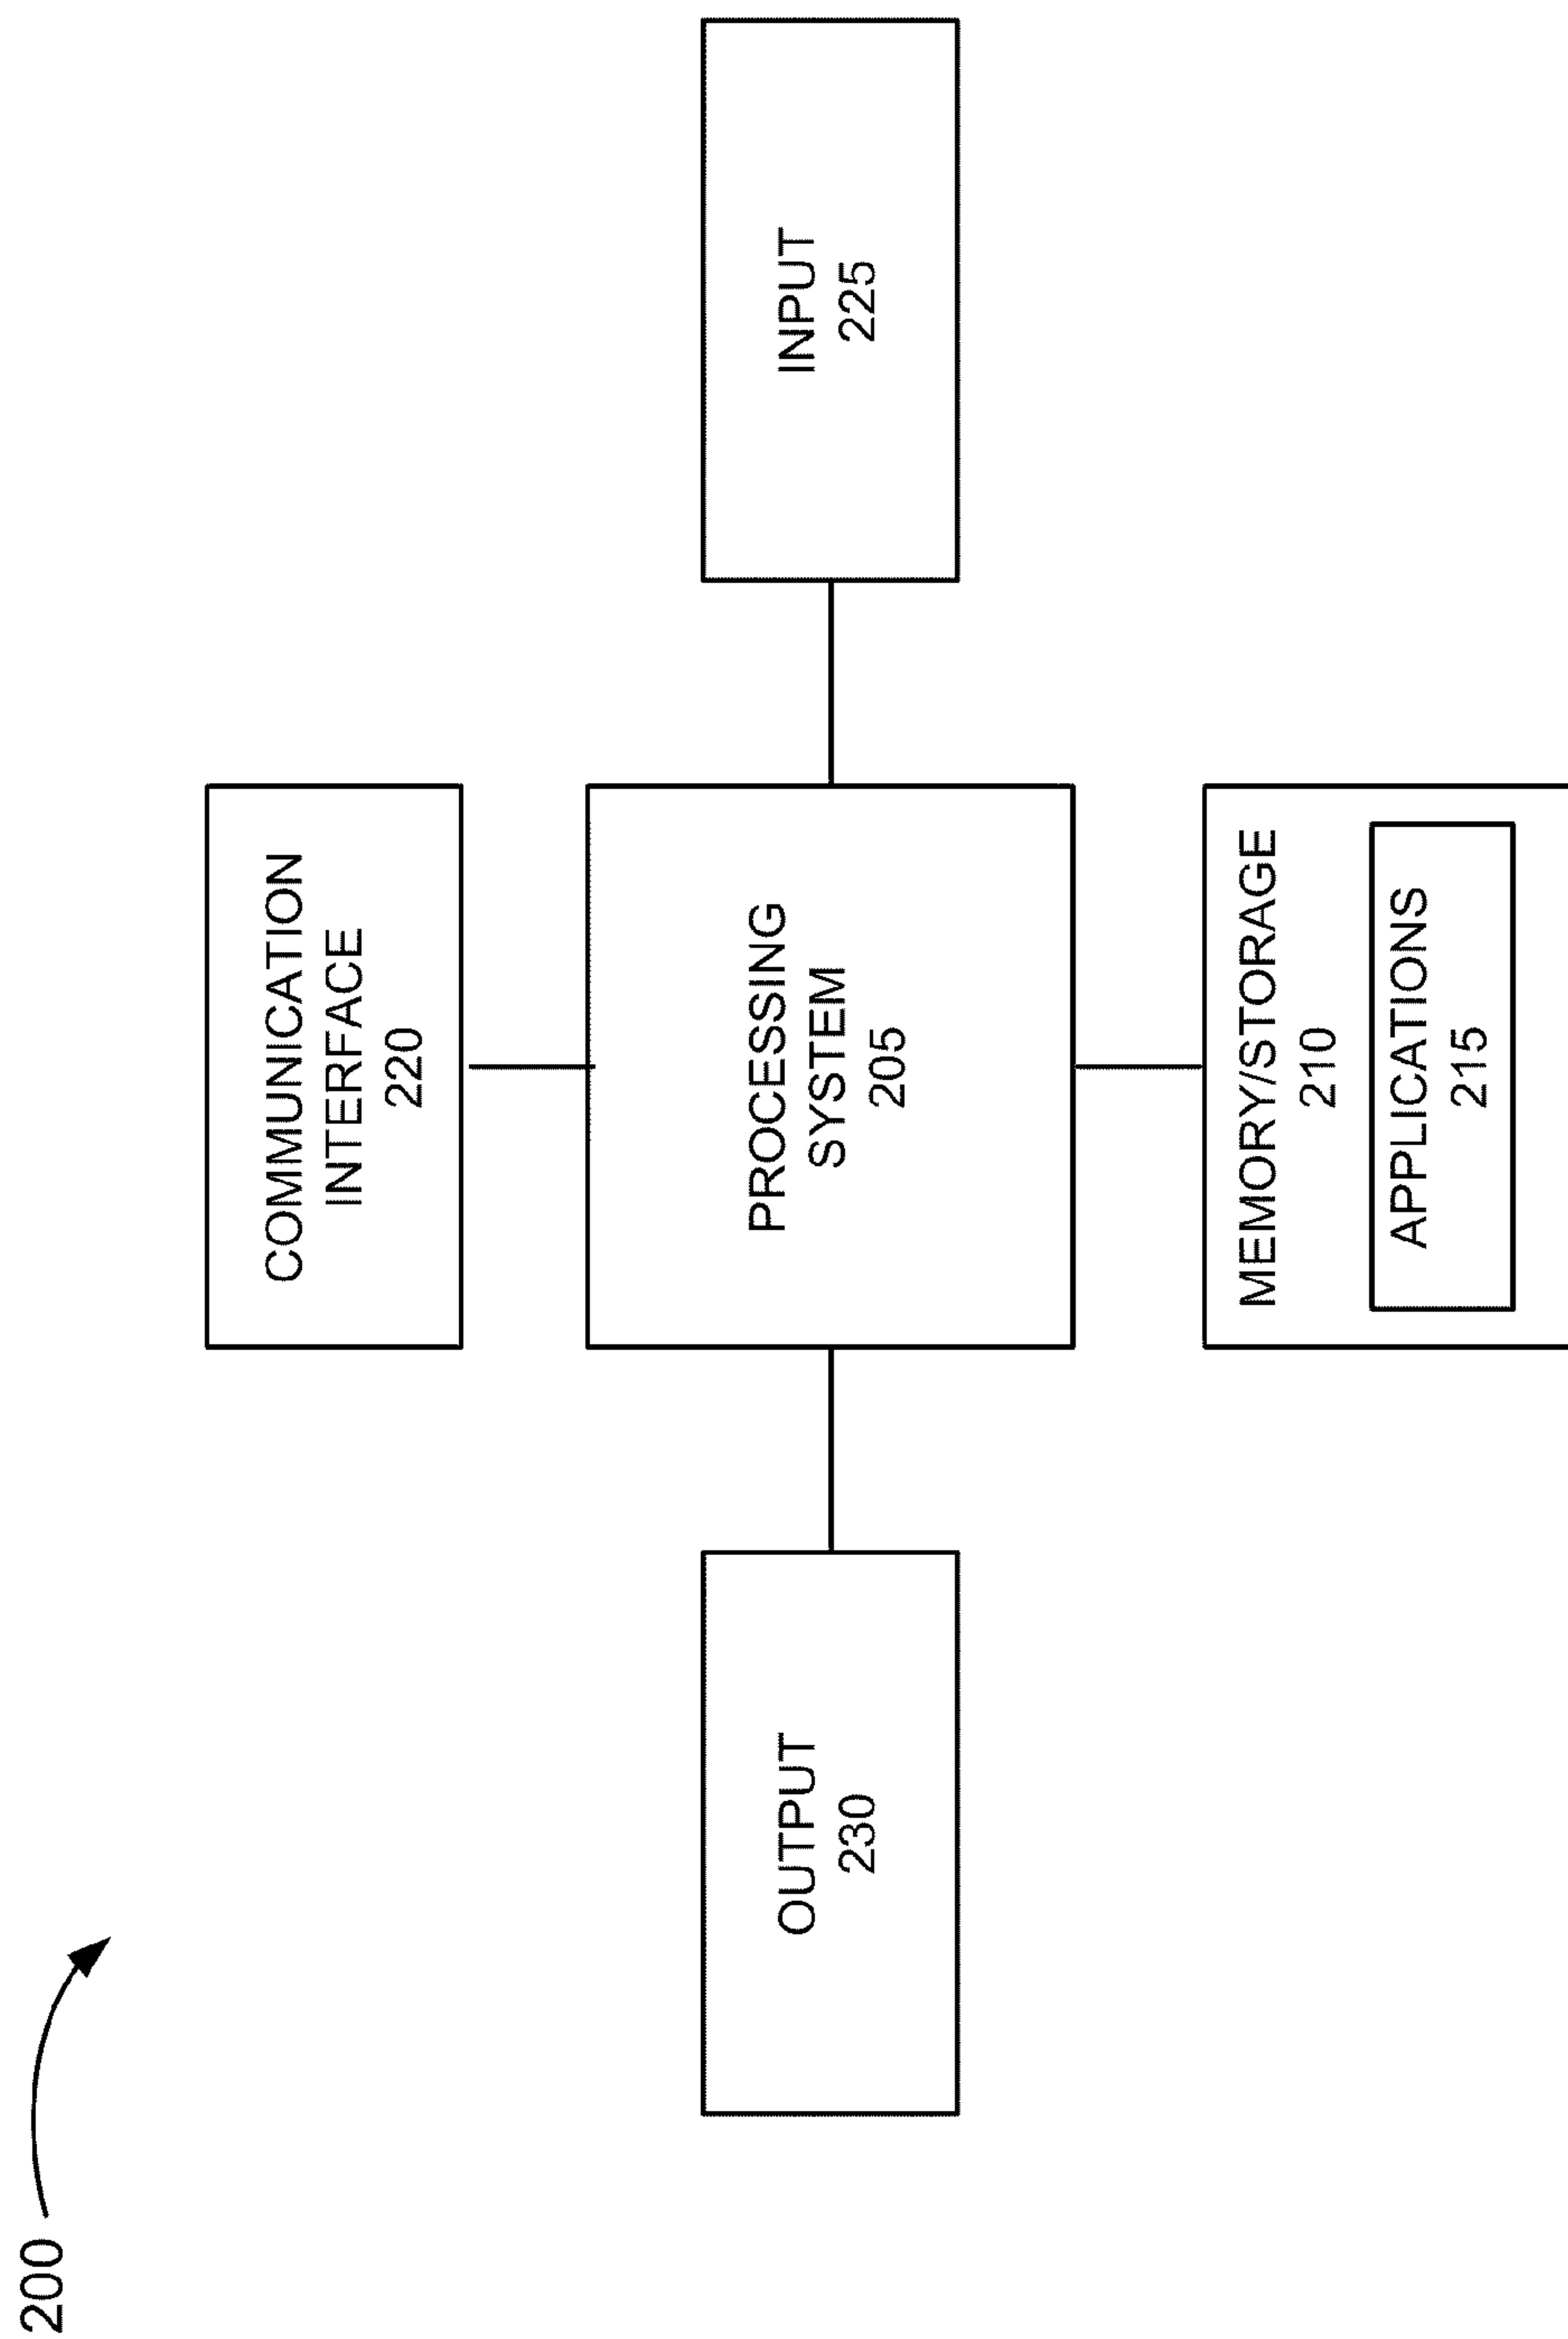 200
COMMUNICATION
INTERFACE
220
OUTPUT
230
PROCESSING
SYSTEM
205
INPUT
225
MEMORY/STORAGE
210
APPLICATIONS
215